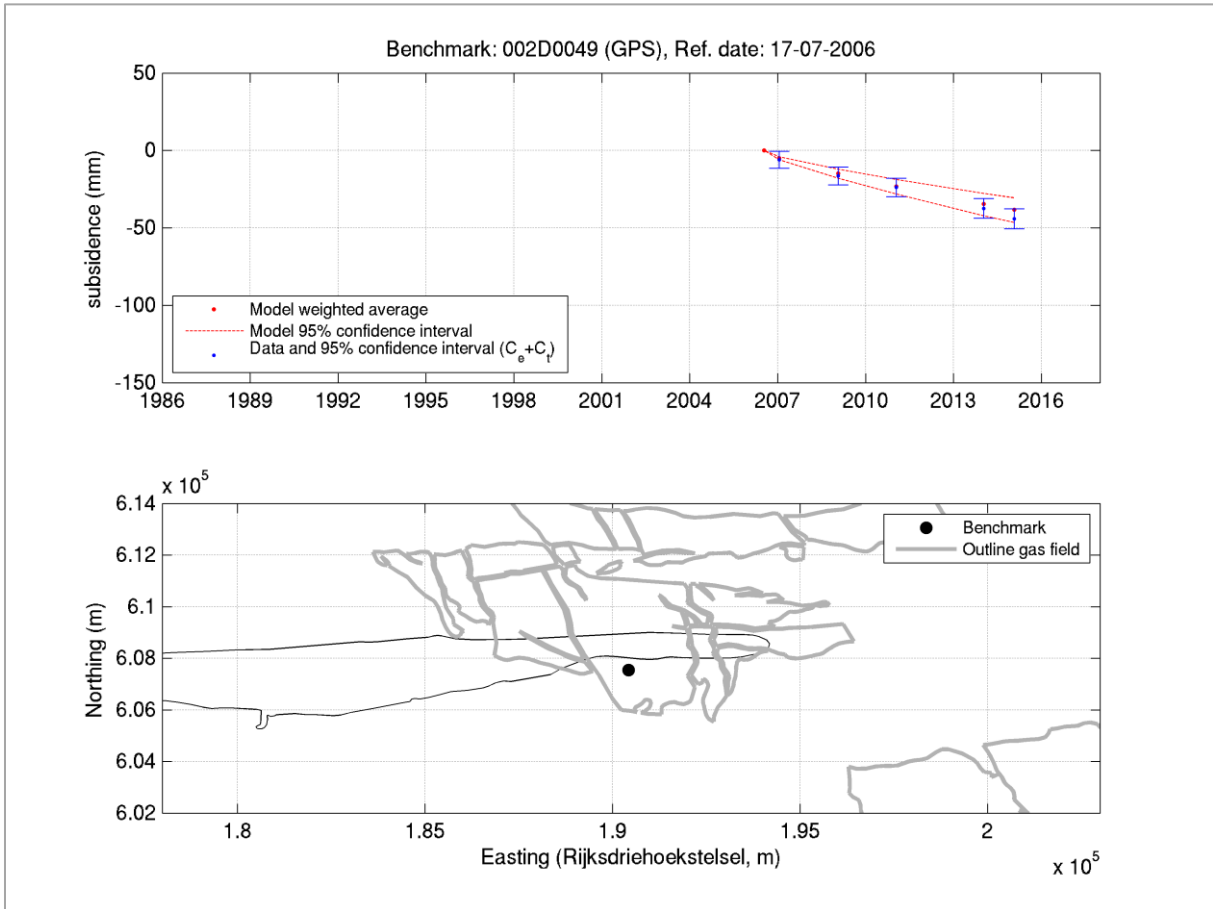 Benchmark: 002D0049 (GPS), Ref. date: 17-07-2006
50
0
-50
-100
-150
subsidence (mm)
Model weighted average
Model 95% confidence interval
Data and 95% confidence interval (C_e+C_t)
1986 1989 1992 1995 1998 2001 2004 2007 2010 2013 2016
x 10^5
6.14
6.12
6.1
6.08
6.06
6.04
6.02
Northing (m)
Benchmark
Outline gas field
1.8 1.85 1.9 1.95 2
Easting (Rijksdriehoekstelsel, m)
x 10^5